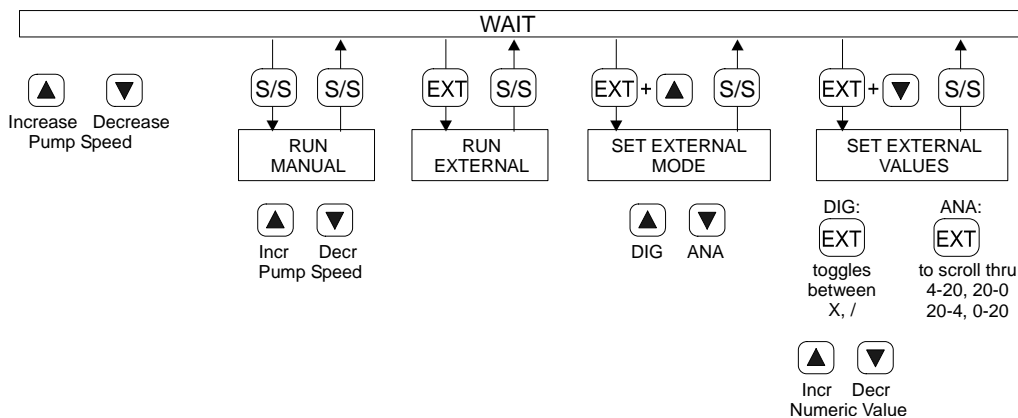 WAIT
S/S S/S EXT S/S EXT + S/S EXT + S/S
Increase Decrease
Pump Speed
RUN
MANUAL
RUN
EXTERNAL
SET EXTERNAL
MODE
SET EXTERNAL
VALUES
Incr Decr
Pump Speed
DIG ANA
DIG:
EXT
toggles
between
X, /
ANA:
EXT
to scroll thru
4-20, 20-0
20-4, 0-20
Incr Decr
Numeric Value